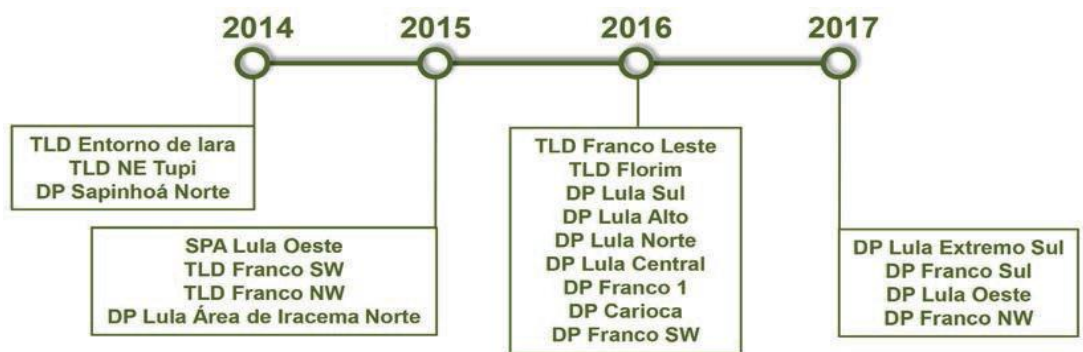 2014
2015
2016
2017
TLD Entorno de Iara
TLD NE Tupi
DP Sapinhoá Norte
SPA Lula Oeste
TLD Franco SW
TLD Franco NW
DP Lula Área de Iracema Norte
TLD Franco Leste
TLD Florim
DP Lula Sul
DP Lula Alto
DP Lula Norte
DP Lula Central
DP Franco 1
DP Carioca
DP Franco SW
DP Lula Extremo Sul
DP Franco Sul
DP Lula Oeste
DP Franco NW